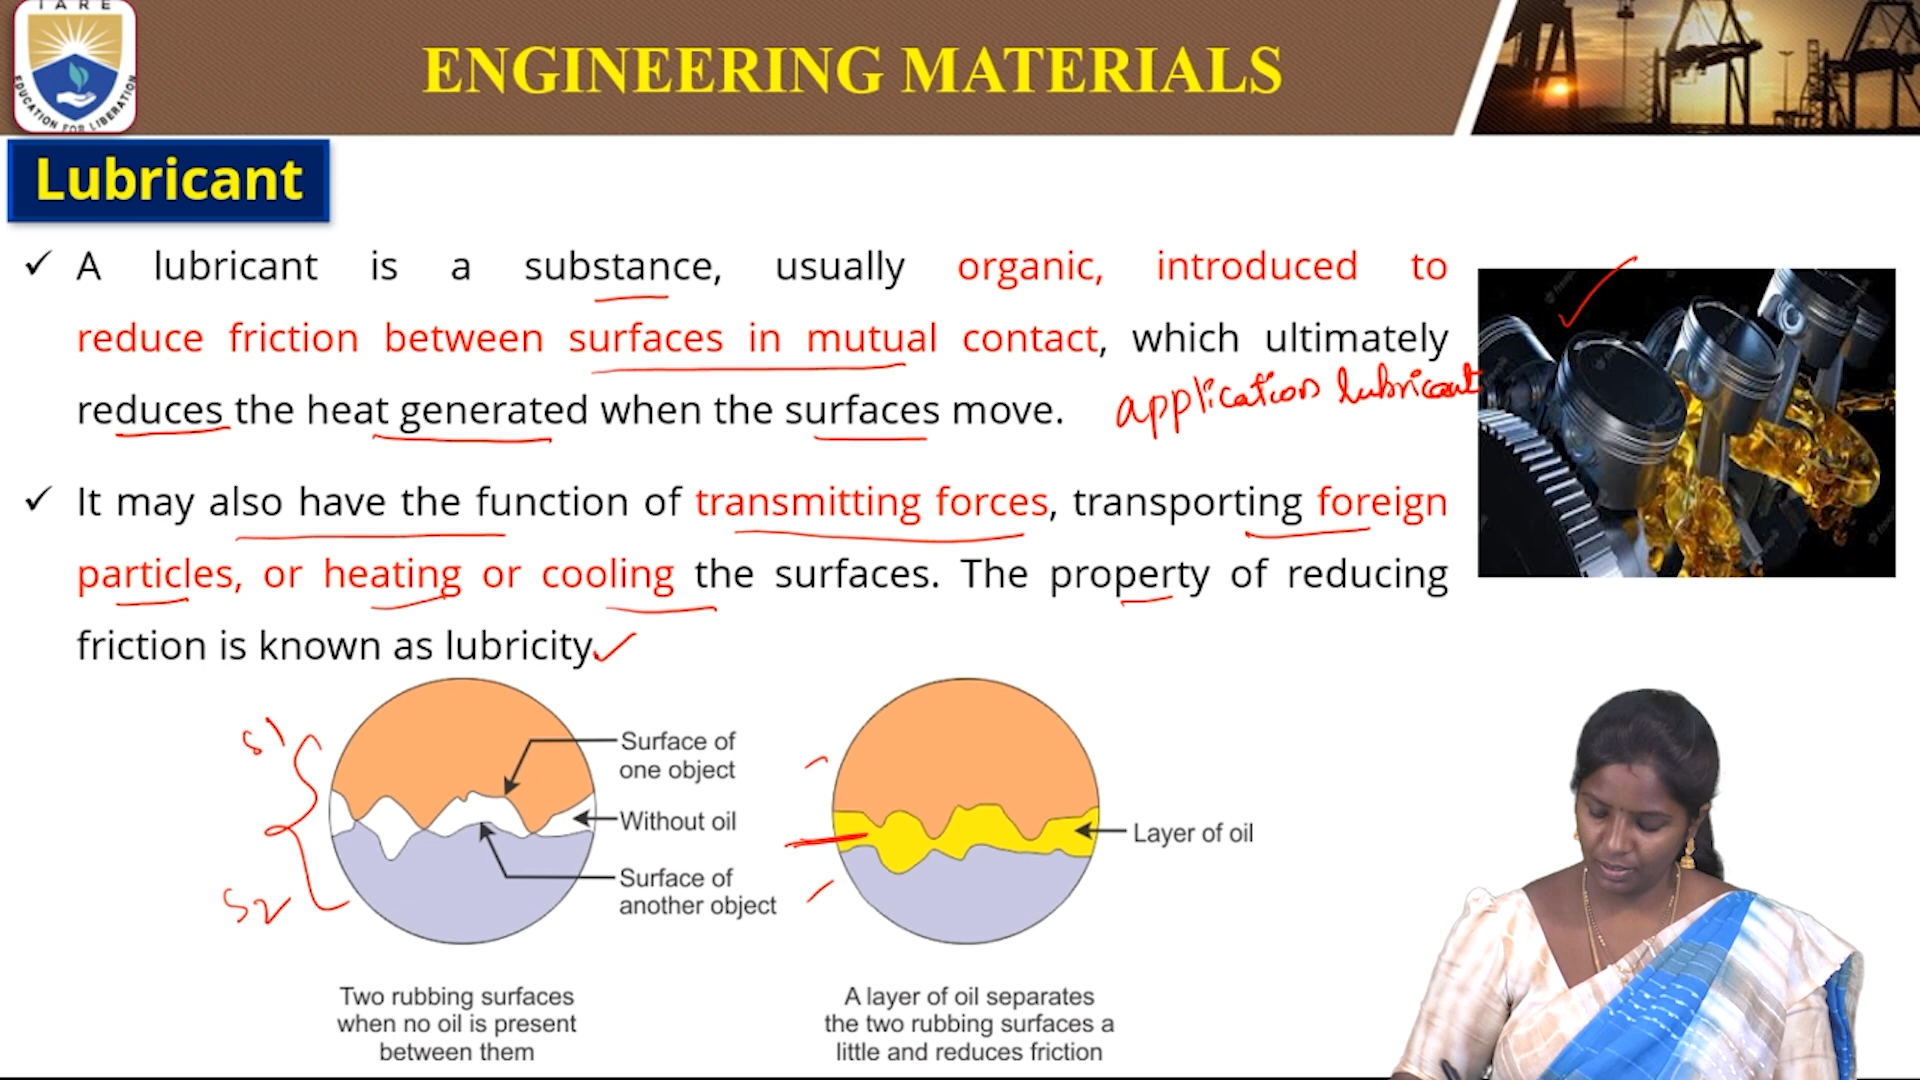 IARE
EDUCATION FOR LIBERATION
ENGINEERING MATERIALS
Lubricant
✓ A lubricant is a substance, usually organic, introduced to
reduce friction between surfaces in mutual contact, which ultimately
reduces the heat generated when the surfaces move.
application lubricant
✓ It may also have the function of transmitting forces, transporting foreign
particles, or heating or cooling the surfaces. The property of reducing
friction is known as lubricity.
S1
S2
Surface of
one object
Without oil
Surface of
another object
Layer of oil
Two rubbing surfaces
when no oil is present
between them
A layer of oil separates
the two rubbing surfaces a
little and reduces friction